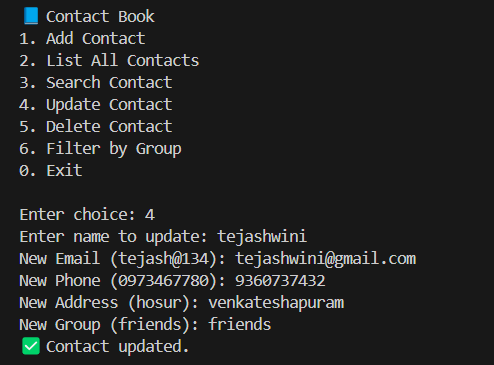 📘 Contact Book
1. Add Contact
2. List All Contacts
3. Search Contact
4. Update Contact
5. Delete Contact
6. Filter by Group
0. Exit
Enter choice: 4
Enter name to update: tejashwini
New Email (tejash@134): tejashwini@gmail.com
New Phone (0973467780): 9360737432
New Address (hosur): venkateshapuram
New Group (friends): friends
✅ Contact updated.